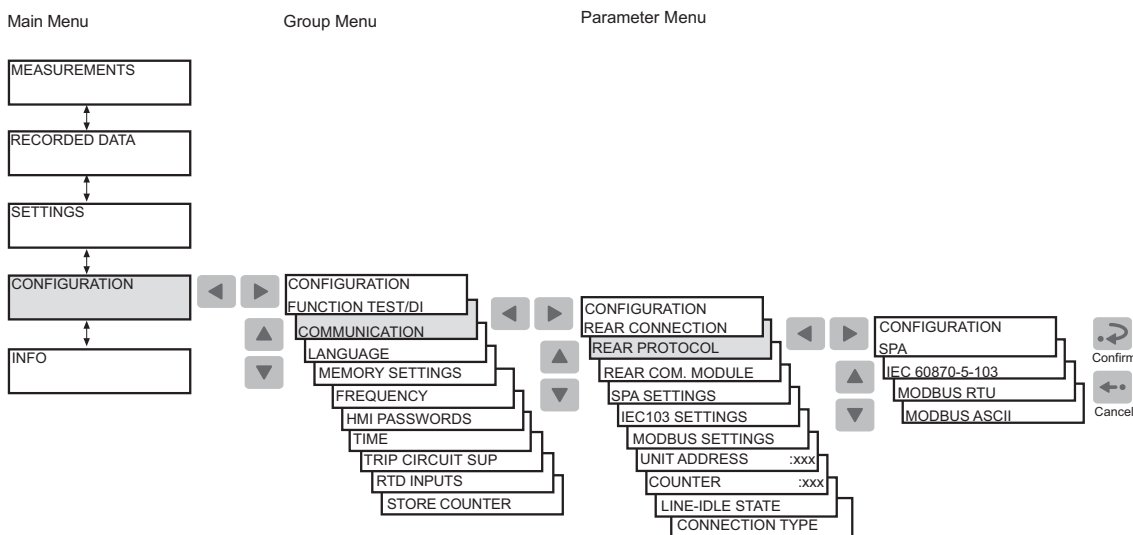 Main Menu
Group Menu
Parameter Menu
MEASUREMENTS
RECORDED DATA
SETTINGS
CONFIGURATION
INFO
CONFIGURATION
FUNCTION TEST/DI
COMMUNICATION
LANGUAGE
MEMORY SETTINGS
FREQUENCY
HMI PASSWORDS
TIME
TRIP CIRCUIT SUP
RTD INPUTS
STORE COUNTER
CONFIGURATION
REAR CONNECTION
REAR PROTOCOL
REAR COM. MODULE
SPA SETTINGS
IEC103 SETTINGS
MODBUS SETTINGS
UNIT ADDRESS :xxx
COUNTER :xxx
LINE-IDLE STATE
CONNECTION TYPE
CONFIGURATION
SPA
IEC 60870-5-103
MODBUS RTU
MODBUS ASCII
Confirm
Cancel